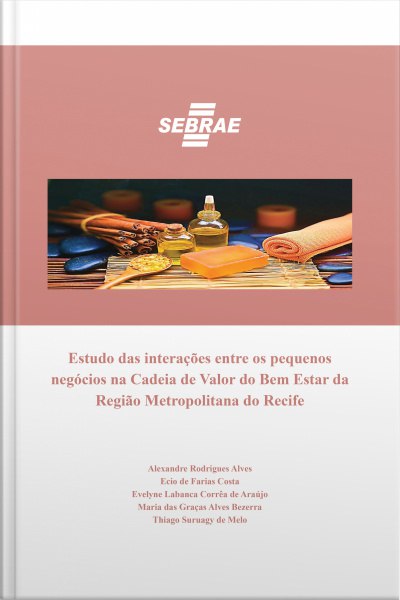 SEBRAE
Estudo das interações entre os pequenos
negócios na Cadeia de Valor do Bem Estar da
Região Metropolitana do Recife
Alexandre Rodrigues Alves
Ecio de Farias Costa
Evelyne Labanca Corrêa de Araújo
Maria das Graças Alves Bezerra
Thiago Suruagy de Melo